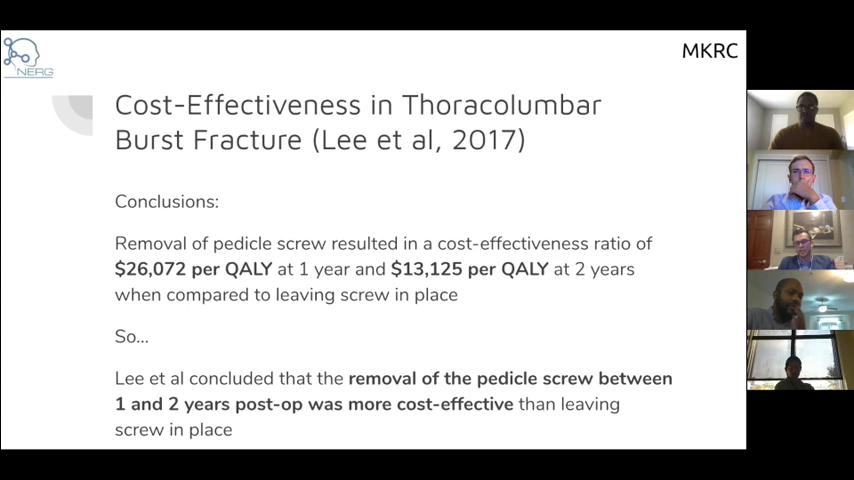 MKRC
NERG
Cost-Effectiveness in Thoracolumbar
Burst Fracture (Lee et al, 2017)
Conclusions:
Removal of pedicle screw resulted in a cost-effectiveness ratio of
$26,072 per QALY at 1 year and $13,125 per QALY at 2 years
when compared to leaving screw in place
So...
Lee et al concluded that the removal of the pedicle screw between
1 and 2 years post-op was more cost-effective than leaving
screw in place